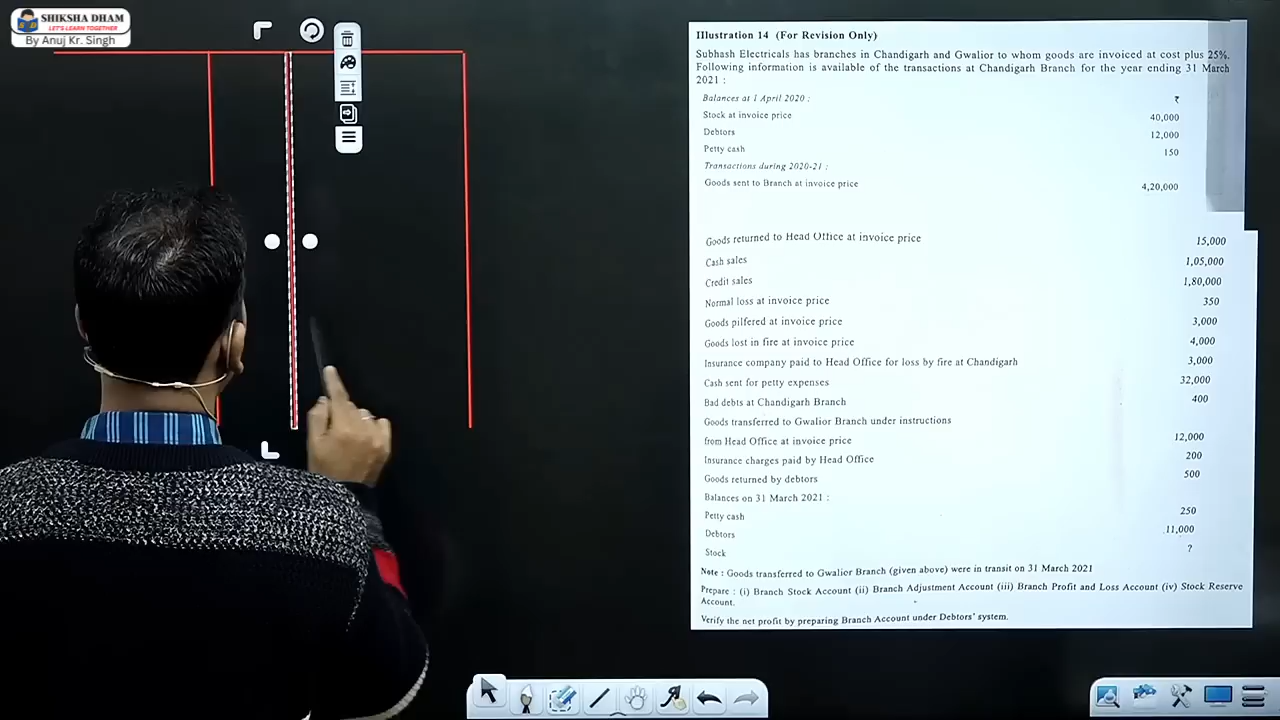 SHIKSHA DHAM
LET'S LEARN TOGETHER
By Anuj Kr. Singh
Illustration 14 (For Revision Only)
Subhash Electricals has branches in Chandigarh and Gwalior to whom goods are invoiced at cost plus 25%.
Following information is available of the transactions at Chandigarh Branch for the year ending 31 March
2021 :
Balances at 1 April 2020 : ₹
Stock at invoice price 40,000
Debtors 12,000
Petty cash 150
Transactions during 2020-21 :
Goods sent to Branch at invoice price 4,20,000
Goods returned to Head Office at invoice price 15,000
Cash sales 1,05,000
Credit sales 1,80,000
Normal loss at invoice price 350
Goods pilfered at invoice price 3,000
Goods lost in fire at invoice price 4,000
Insurance company paid to Head Office for loss by fire at Chandigarh 3,000
Cash sent for petty expenses 32,000
Bad debts at Chandigarh Branch 400
Goods transferred to Gwalior Branch under instructions
from Head Office at invoice price 12,000
Insurance charges paid by Head Office 200
Goods returned by debtors 500
Balances on 31 March 2021 :
Petty cash 250
Debtors 11,000
Stock ?
Note : Goods transferred to Gwalior Branch (given above) were in transit on 31 March 2021
Prepare : (i) Branch Stock Account (ii) Branch Adjustment Account (iii) Branch Profit and Loss Account (iv) Stock Reserve
Account.
Verify the net profit by preparing Branch Account under Debtors' system.